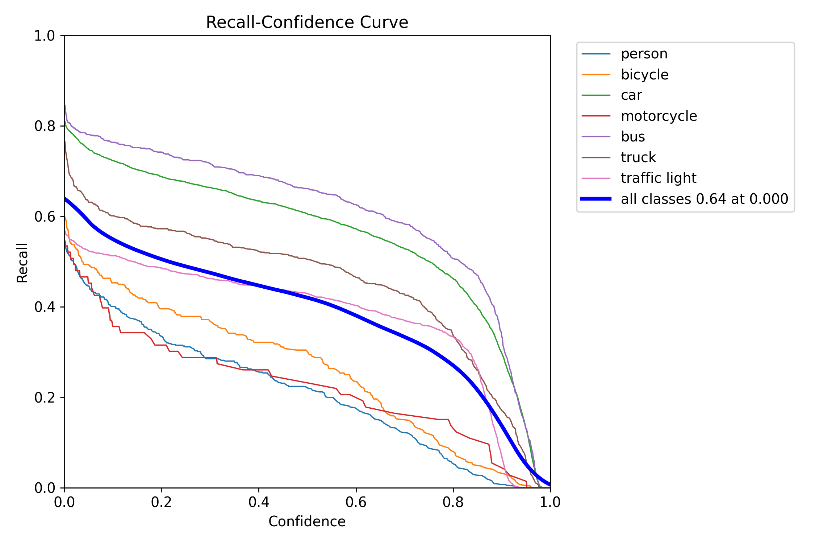 Recall-Confidence Curve
1.0
0.8
0.6
0.4
0.2
0.0
Recall
0.0 0.2 0.4 0.6 0.8 1.0
Confidence
person
bicycle
car
motorcycle
bus
truck
traffic light
all classes 0.64 at 0.000